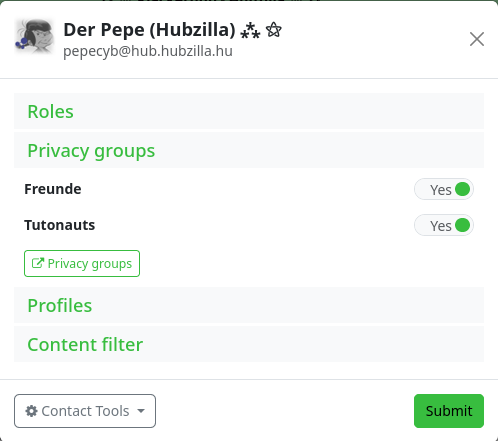 Der Pepe (Hubzilla) ⁂ ⚝
pepecyb@hub.hubzilla.hu
Roles
Privacy groups
Freunde Yes
Tutonauts Yes
Privacy groups
Profiles
Content filter
Contact Tools
Submit